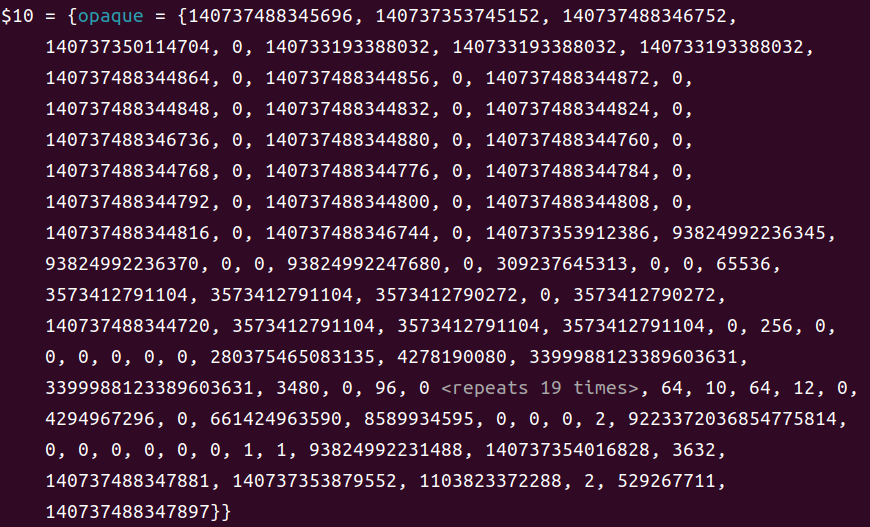 $10 = {opaque = {140737488345696, 140737353745152, 140737488346752,
140737350114704, 0, 140733193388032, 140733193388032, 140733193388032,
140737488344864, 0, 140737488344856, 0, 140737488344872, 0,
140737488344848, 0, 140737488344832, 0, 140737488344824, 0,
140737488346736, 0, 140737488344880, 0, 140737488344760, 0,
140737488344768, 0, 140737488344776, 0, 140737488344784, 0,
140737488344792, 0, 140737488344800, 0, 140737488344808, 0,
140737488344816, 0, 140737488346744, 0, 140737353912386, 93824992236345,
93824992236370, 0, 0, 93824992247680, 0, 309237645313, 0, 0, 65536,
3573412791104, 3573412791104, 3573412790272, 0, 3573412790272,
140737488344720, 3573412791104, 3573412791104, 3573412791104, 0, 256, 0,
0, 0, 0, 0, 0, 280375465083135, 4278190080, 3399988123389603631,
3399988123389603631, 3480, 0, 96, 0 <repeats 19 times>, 64, 10, 64, 12, 0,
4294967296, 0, 661424963590, 8589934595, 0, 0, 0, 2, 9223372036854775814,
0, 0, 0, 0, 0, 0, 1, 1, 93824992231488, 140737354016828, 3632,
140737488347881, 140737353879552, 1103823372288, 2, 529267711,
140737488347897}}